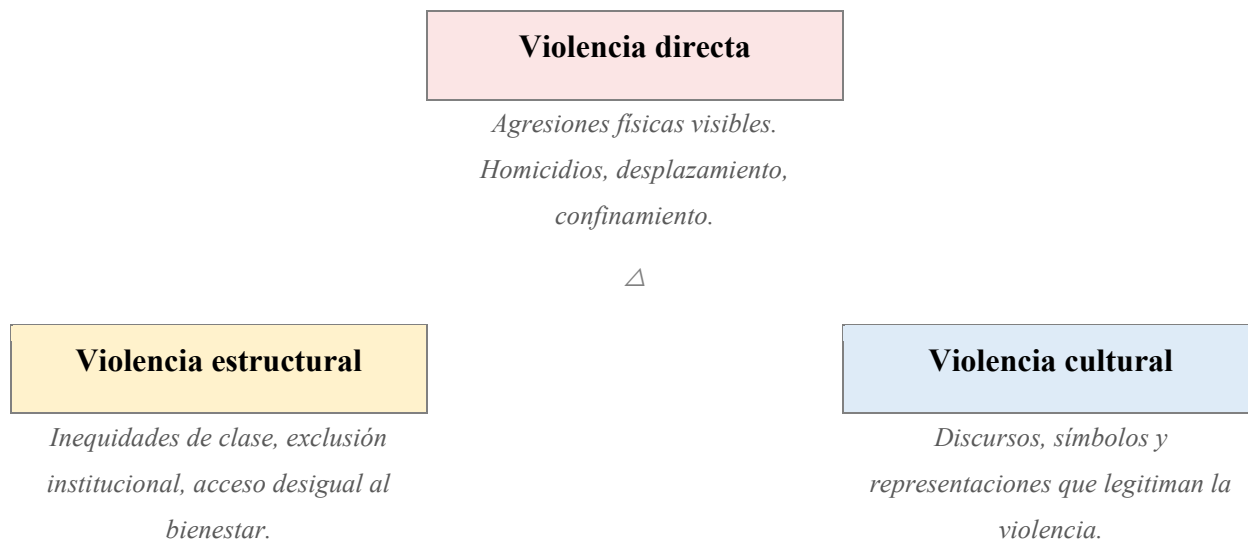 Violencia directa
Agresiones físicas visibles.
Homicidios, desplazamiento,
confinamiento.
△
Violencia estructural
Inequidades de clase, exclusión
institucional, acceso desigual al
bienestar.
Violencia cultural
Discursos, símbolos y
representaciones que legitiman la
violencia.